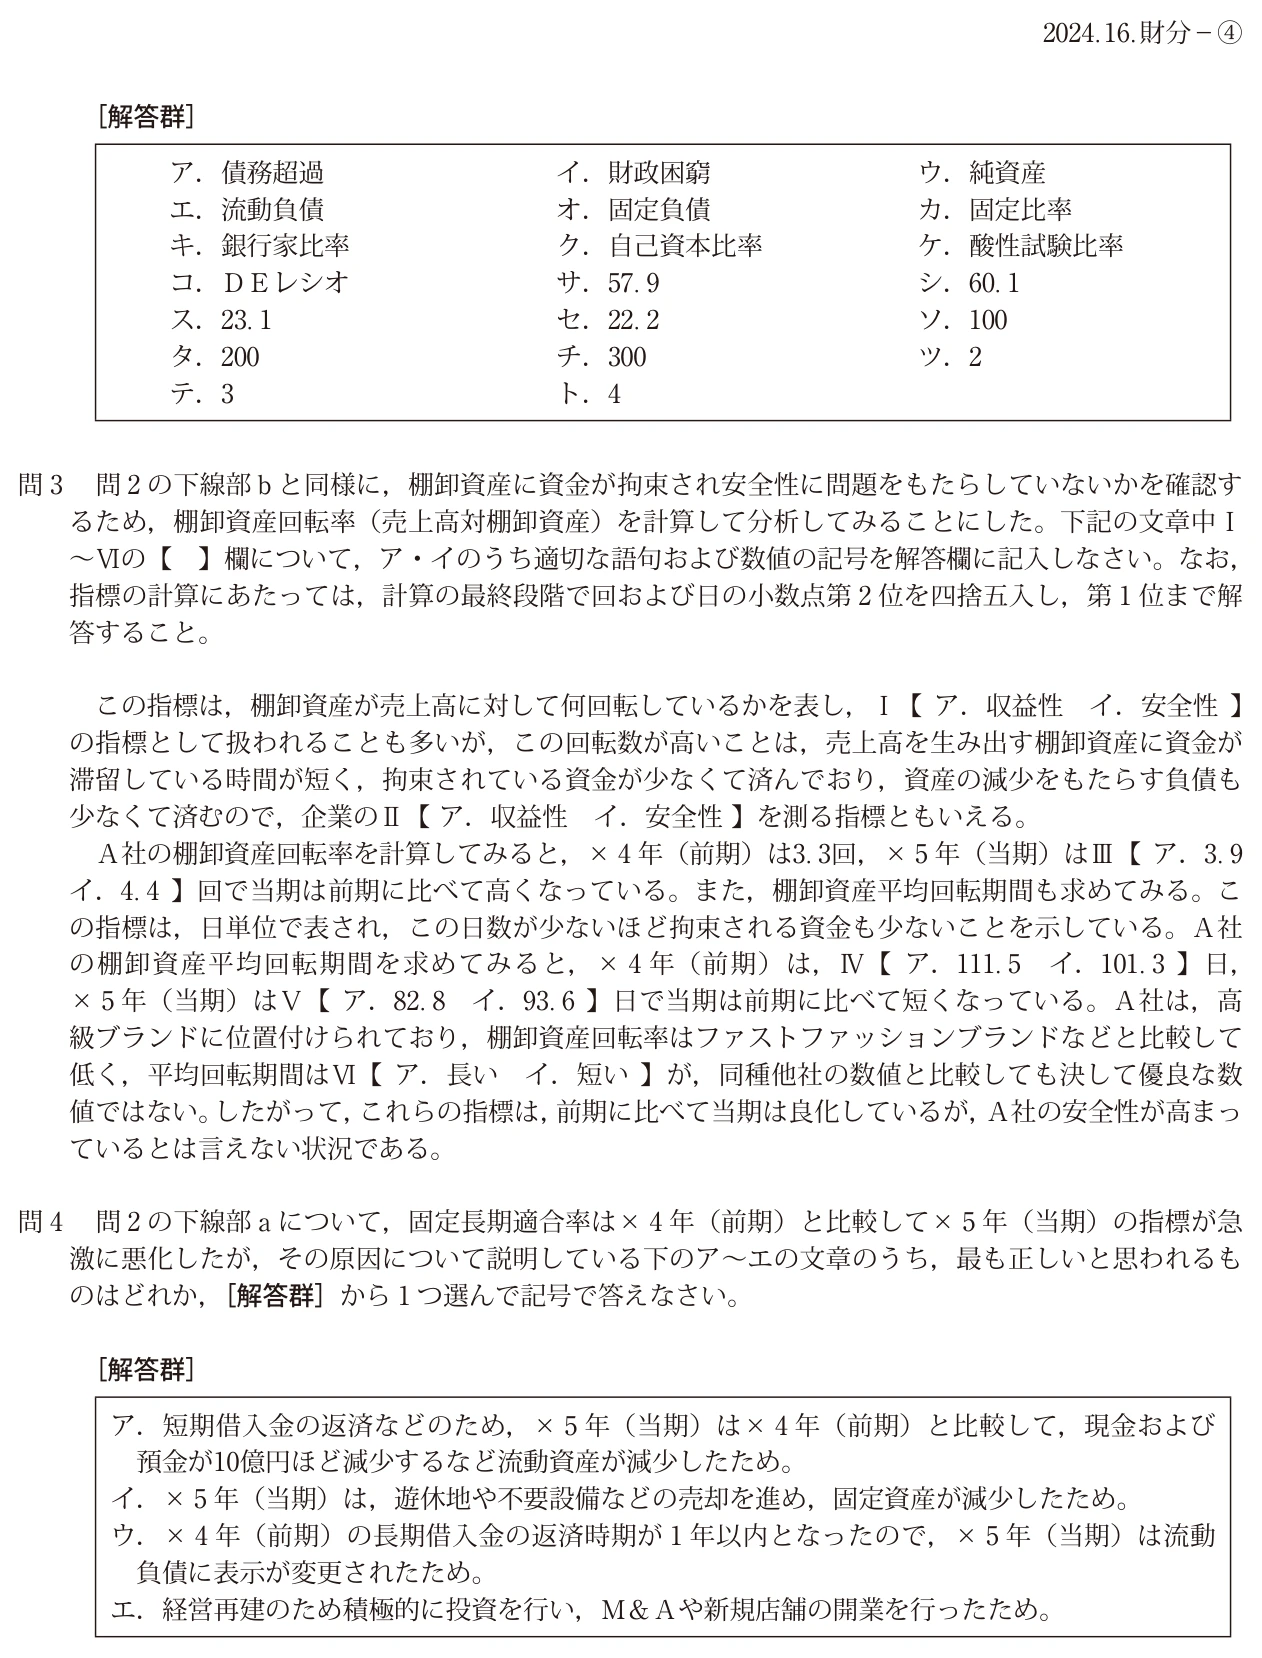 2024.16.財分－④
［解答群］
ア．債務超過　イ．財政困窮　ウ．純資産
エ．流動負債　オ．固定負債　カ．固定比率
キ．銀行家比率　ク．自己資本比率　ケ．酸性試験比率
コ．ＤＥレシオ　サ．57.9　シ．60.1
ス．23.1　セ．22.2　ソ．100
タ．200　チ．300　ツ．2
テ．3　ト．4
問３　問２の下線部ｂと同様に，棚卸資産に資金が拘束され安全性に問題をもたらしていないかを確認す
るため，棚卸資産回転率（売上高対棚卸資産）を計算して分析してみることにした。下記の文章中Ⅰ
～Ⅵの【　】欄について，ア・イのうち適切な語句および数値の記号を解答欄に記入しなさい。なお，
指標の計算にあたっては，計算の最終段階で回および日の小数点第２位を四捨五入し，第１位まで解
答すること。
この指標は，棚卸資産が売上高に対して何回転しているかを表し，Ⅰ【 ア．収益性　イ．安全性 】
の指標として扱われることも多いが，この回転数が高いことは，売上高を生み出す棚卸資産に資金が
滞留している時間が短く，拘束されている資金が少なくて済んでおり，資産の減少をもたらす負債も
少なくて済むので，企業のⅡ【 ア．収益性　イ．安全性 】を測る指標ともいえる。
Ａ社の棚卸資産回転率を計算してみると，×４年（前期）は3.3回，×５年（当期）はⅢ【 ア．3.9
イ．4.4 】回で当期は前期に比べて高くなっている。また，棚卸資産平均回転期間も求めてみる。こ
の指標は，日単位で表され，この日数が少ないほど拘束される資金も少ないことを示している。Ａ社
の棚卸資産平均回転期間を求めてみると，×４年（前期）は，Ⅳ【 ア．111.5　イ．101.3 】日，
×５年（当期）はⅤ【 ア．82.8　イ．93.6 】日で当期は前期に比べて短くなっている。Ａ社は，高
級ブランドに位置付けられており，棚卸資産回転率はファストファッションブランドなどと比較して
低く，平均回転期間はⅥ【 ア．長い　イ．短い 】が，同種他社の数値と比較しても決して優良な数
値ではない。したがって，これらの指標は，前期に比べて当期は良化しているが，Ａ社の安全性が高まっ
ているとは言えない状況である。
問４　問２の下線部ａについて，固定長期適合率は×４年（前期）と比較して×５年（当期）の指標が急
激に悪化したが，その原因について説明している下のア～エの文章のうち，最も正しいと思われるも
のはどれか，［解答群］から１つ選んで記号で答えなさい。
［解答群］
ア．短期借入金の返済などのため，×５年（当期）は×４年（前期）と比較して，現金および
預金が10億円ほど減少するなど流動資産が減少したため。
イ．×５年（当期）は，遊休地や不要設備などの売却を進め，固定資産が減少したため。
ウ．×４年（前期）の長期借入金の返済時期が１年以内となったので，×５年（当期）は流動
負債に表示が変更されたため。
エ．経営再建のため積極的に投資を行い，Ｍ＆Ａや新規店舗の開業を行ったため。